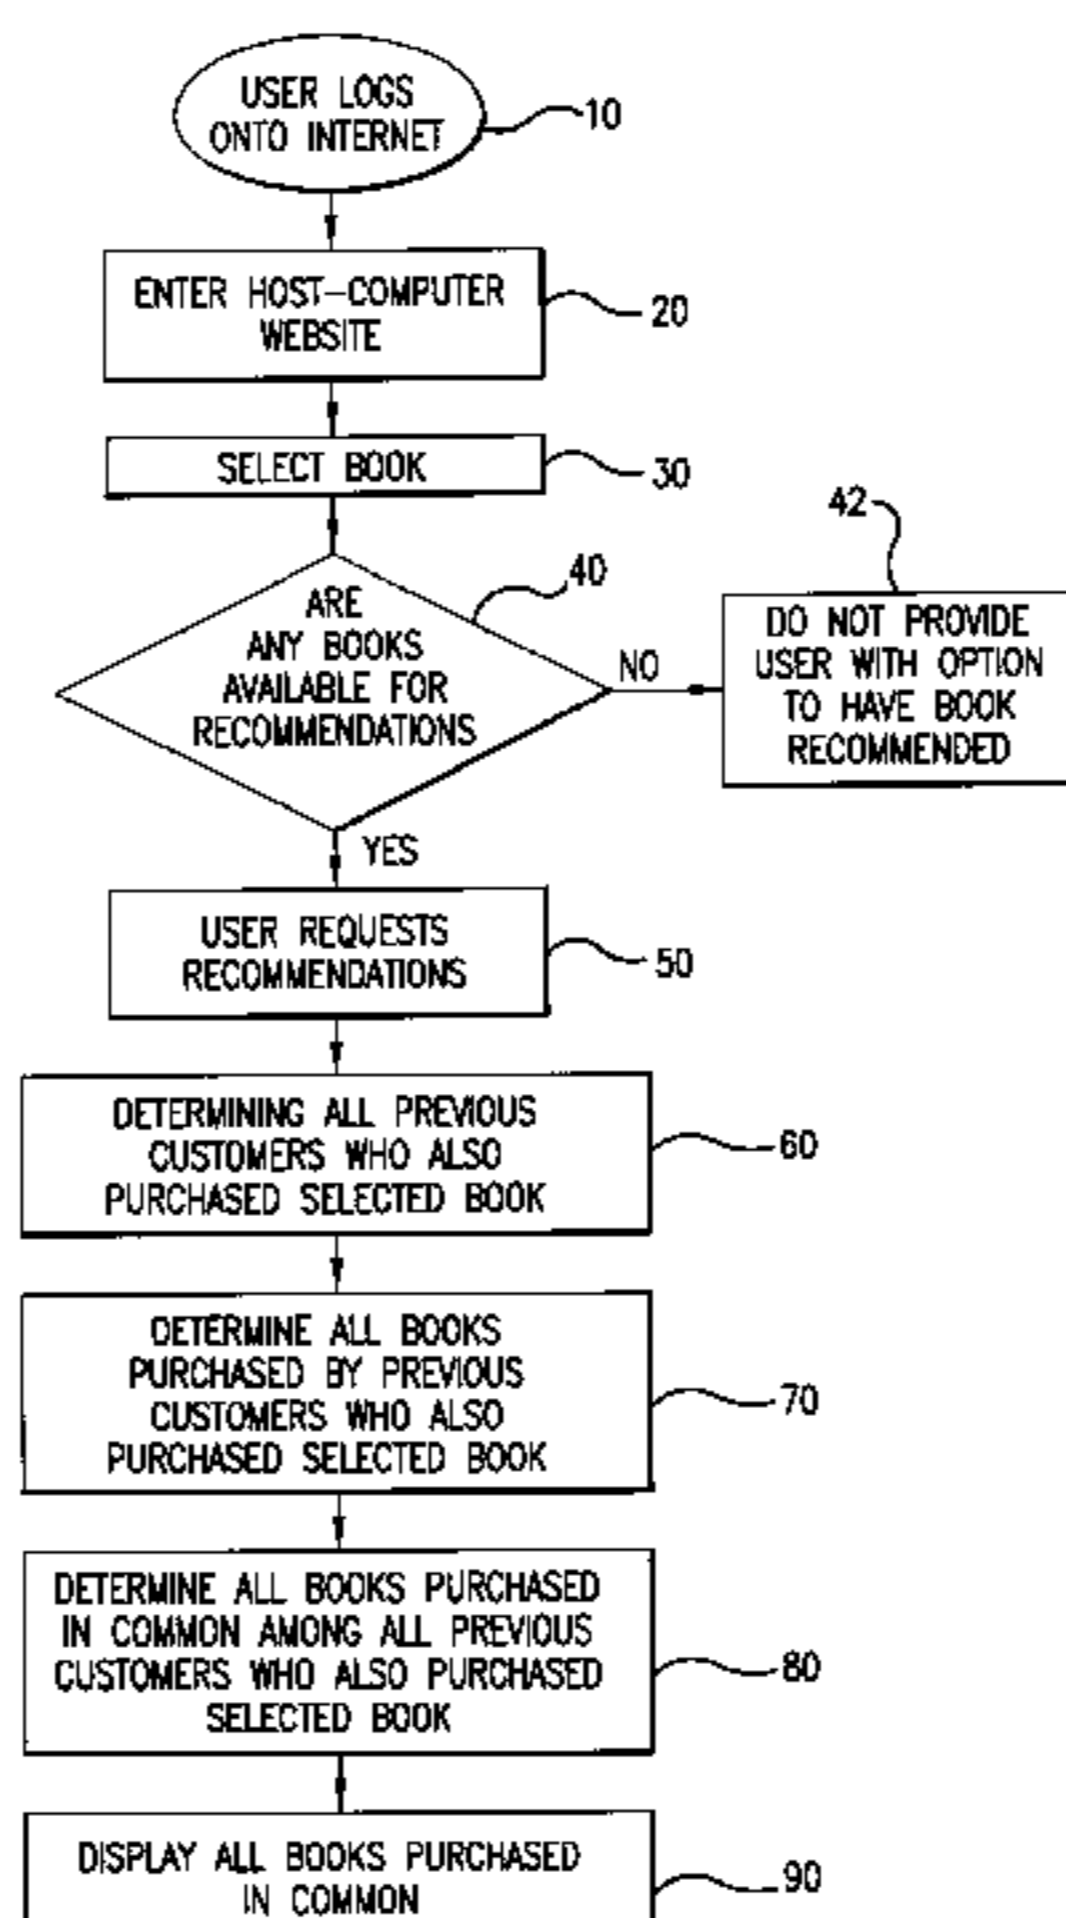 USER LOGS
ONTO INTERNET
10
ENTER HOST-COMPUTER
WEBSITE
20
SELECT BOOK
30
ARE
ANY BOOKS
AVAILABLE FOR
RECOMMENDATIONS
40
NO
42
DO NOT PROVIDE
USER WITH OPTION
TO HAVE BOOK
RECOMMENDED
YES
USER REQUESTS
RECOMMENDATIONS
50
DETERMINING ALL PREVIOUS
CUSTOMERS WHO ALSO
PURCHASED SELECTED BOOK
60
DETERMINE ALL BOOKS
PURCHASED BY PREVIOUS
CUSTOMERS WHO ALSO
PURCHASED SELECTED BOOK
70
DETERMINE ALL BOOKS PURCHASED
IN COMMON AMONG ALL PREVIOUS
CUSTOMERS WHO ALSO PURCHASED
SELECTED BOOK
80
DISPLAY ALL BOOKS PURCHASED
IN COMMON
90